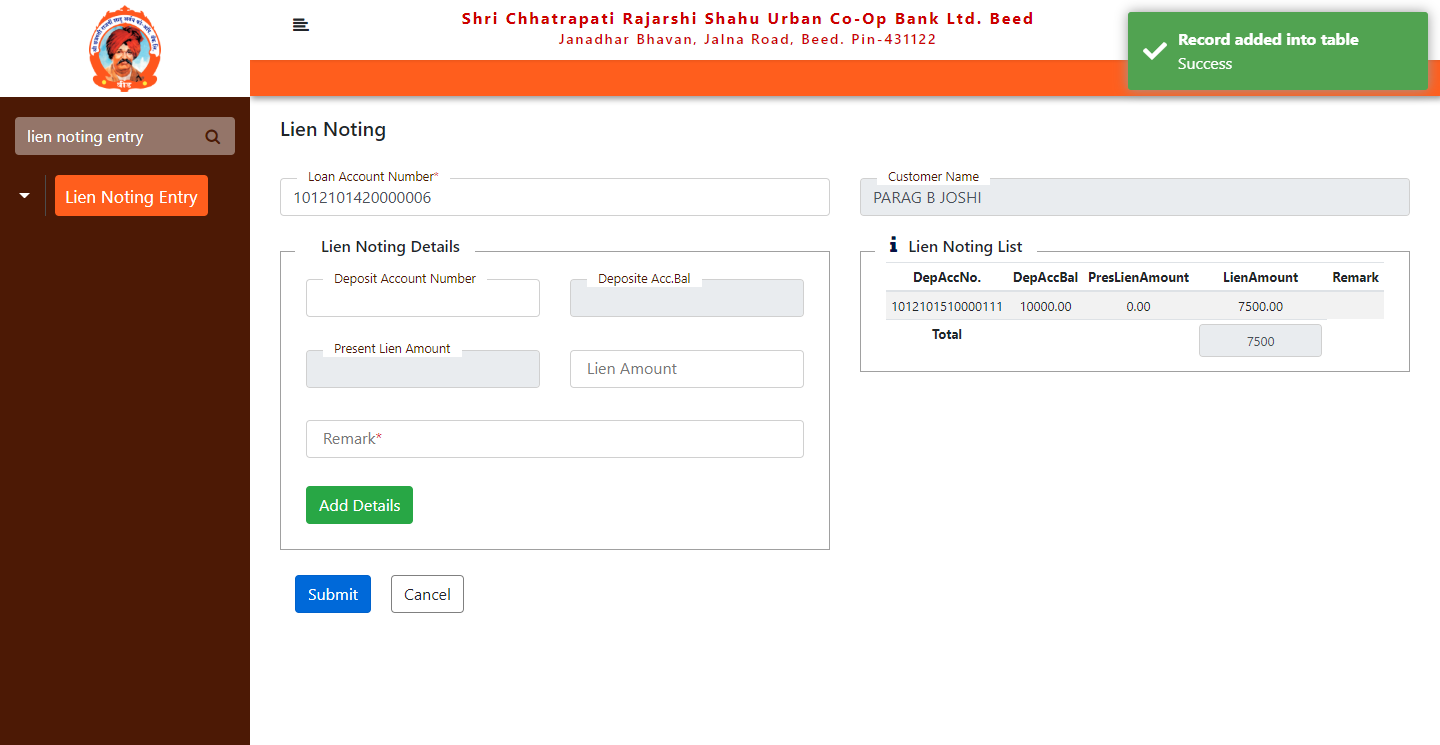 Shri Chhatrapati Rajarshi Shahu Urban Co-Op Bank Ltd. Beed
Janadhar Bhavan, Jalna Road, Beed. Pin-431122
Record added into table
Success
बीड
lien noting entry
Lien Noting Entry
Lien Noting
Loan Account Number*
1012101420000006
Customer Name
PARAG B JOSHI
Lien Noting Details
Deposit Account Number
Deposite Acc.Bal
Present Lien Amount
Lien Amount
Remark*
Add Details
Submit
Cancel
Lien Noting List
DepAccNo. DepAccBal PresLienAmount LienAmount Remark
1012101510000111 10000.00 0.00 7500.00
Total 7500